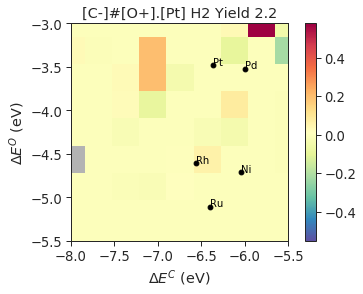 [C-]#[O+].[Pt] H2 Yield 2.2
−3.0
−3.5
−4.0
−4.5
−5.0
−5.5
ΔE^O (eV)
Pt
Pd
Rh
Ni
Ru
0.4
0.2
0.0
−0.2
−0.4
−8.0 −7.5 −7.0 −6.5 −6.0 −5.5
ΔE^C (eV)